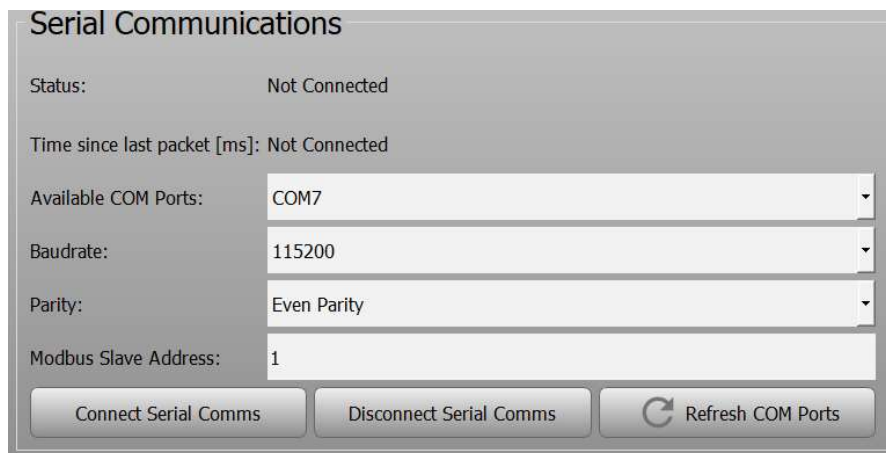 Serial Communications
Status: Not Connected
Time since last packet [ms]: Not Connected
Available COM Ports: COM7
Baudrate: 115200
Parity: Even Parity
Modbus Slave Address: 1
Connect Serial Comms Disconnect Serial Comms Refresh COM Ports